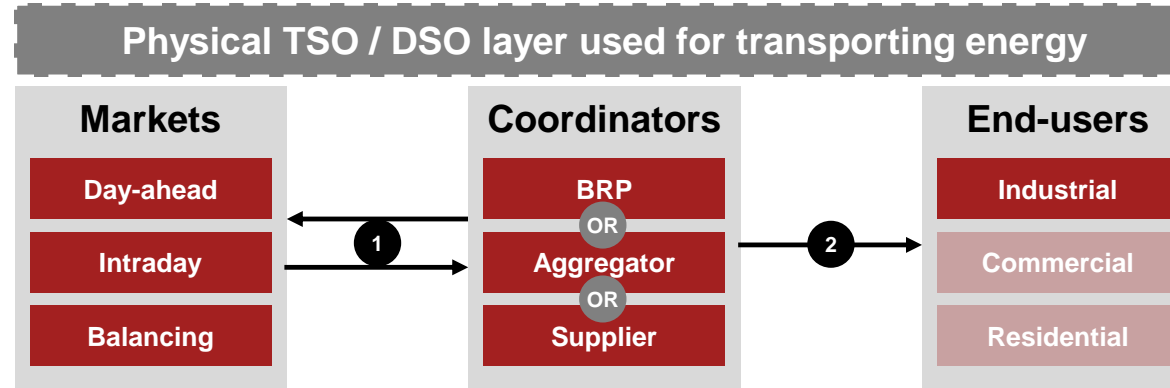 Physical TSO / DSO layer used for transporting energy
Markets
Day-ahead
Intraday
Balancing
1
Coordinators
BRP
OR
Aggregator
OR
Supplier
2
End-users
Industrial
Commercial
Residential